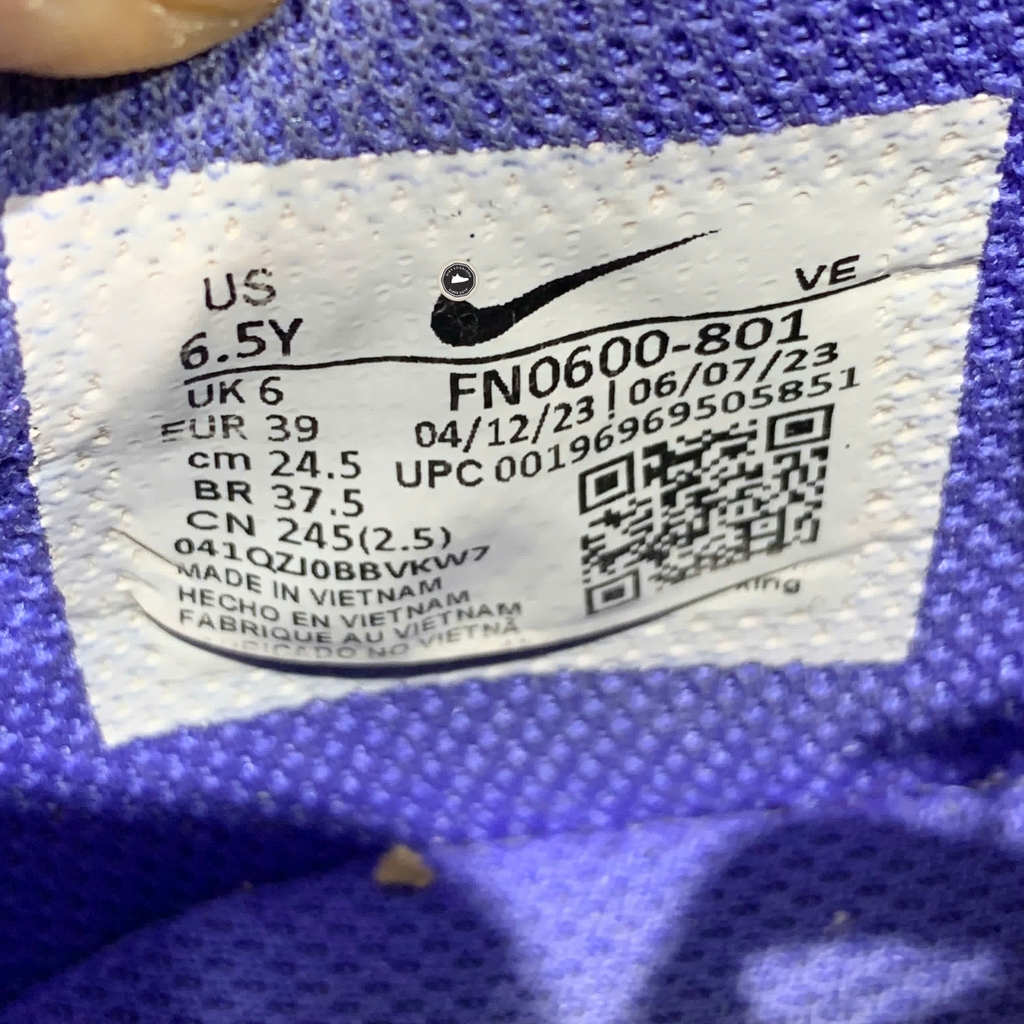 US
6.5Y
VE
UK 6
EUR 39
cm 24.5
BR 37.5
CN 245(2.5)
041QZJ0BBVKW7
MADE IN VIETNAM
HECHO EN VIETNAM
FABRIQUE AU VIETNAM
NO VIETNÃ
FN0600-801
04/12/23 | 06/07/23
UPC 00196969505851